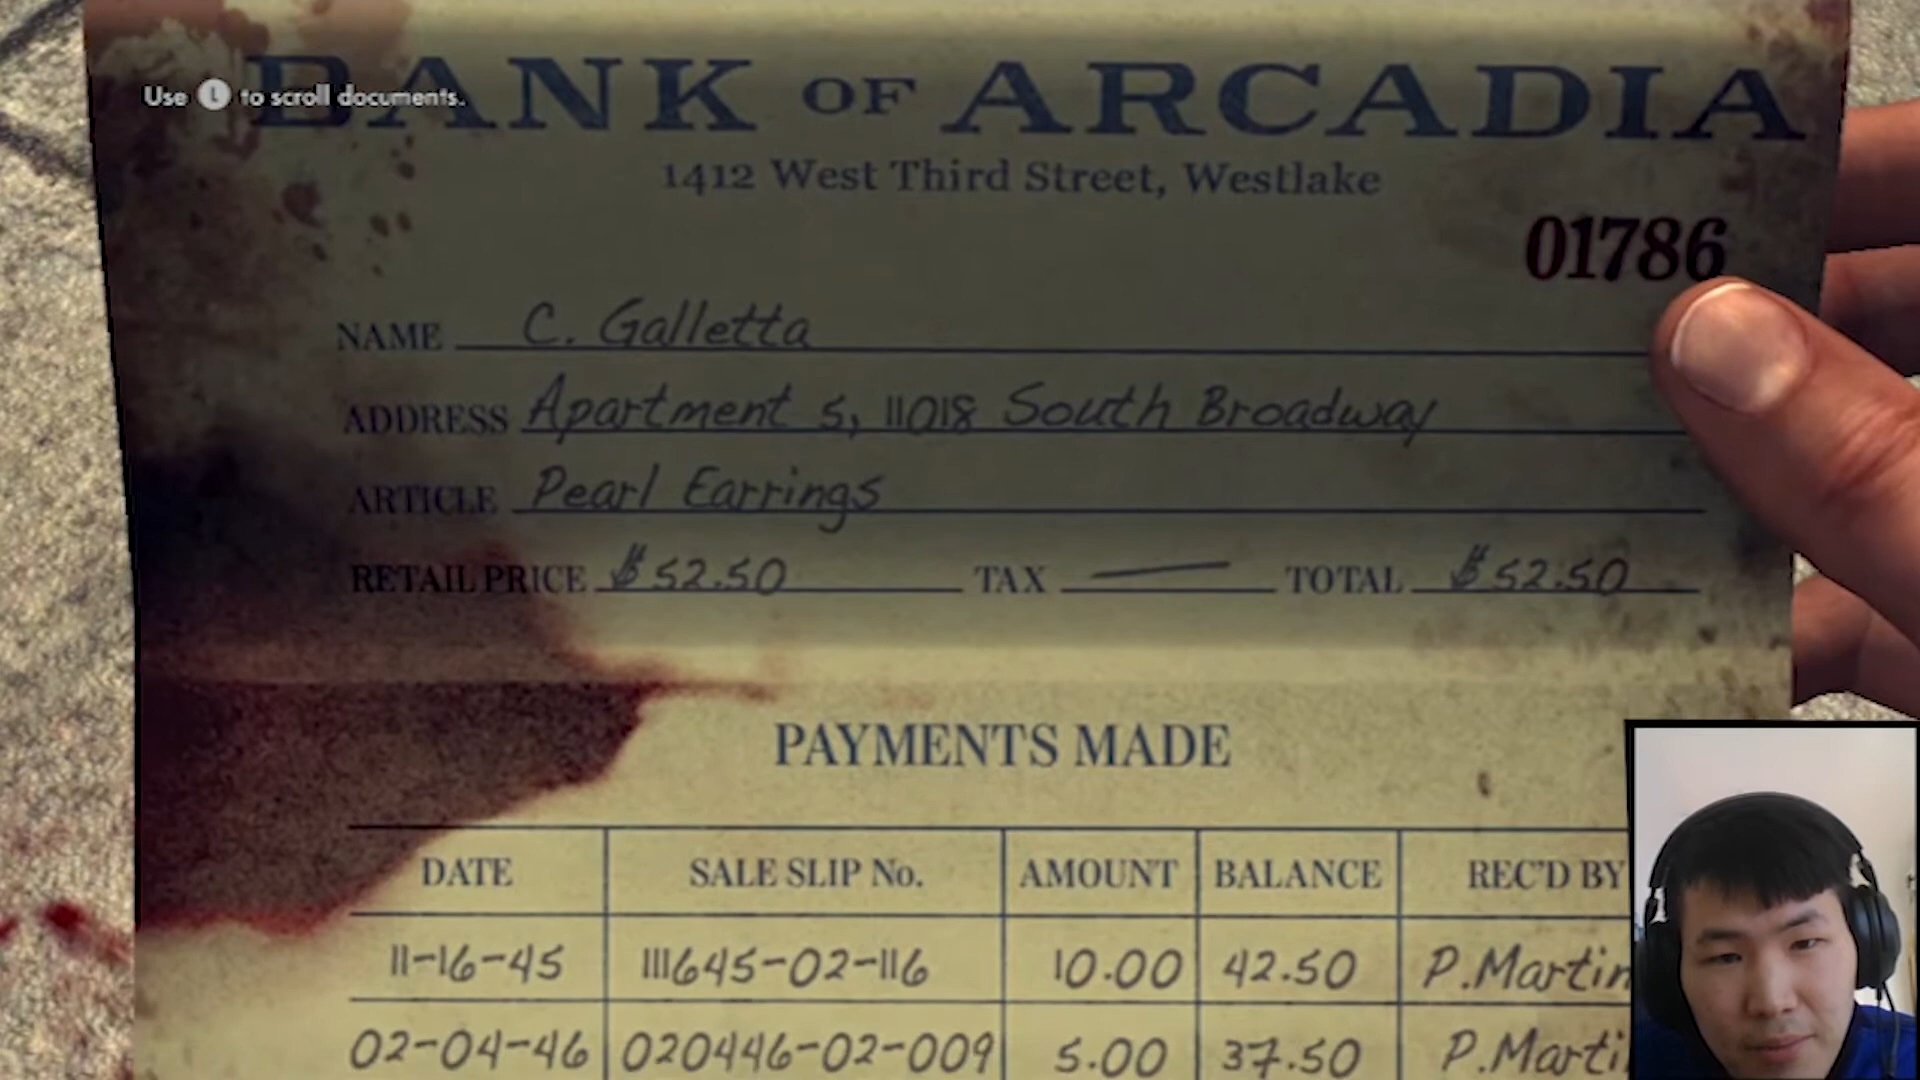 BANK OF ARCADIA
Use L to scroll documents.
1412 West Third Street, Westlake
01786
NAME C. Galletta
ADDRESS Apartment 5, 11018 South Broadway
ARTICLE Pearl Earrings
RETAIL PRICE $52.50 TAX — TOTAL $52.50
PAYMENTS MADE
DATE SALE SLIP No. AMOUNT BALANCE REC'D BY
11-16-45 111645-02-116 10.00 42.50 P.Martin
02-04-46 020446-02-009 5.00 37.50 P.Marti